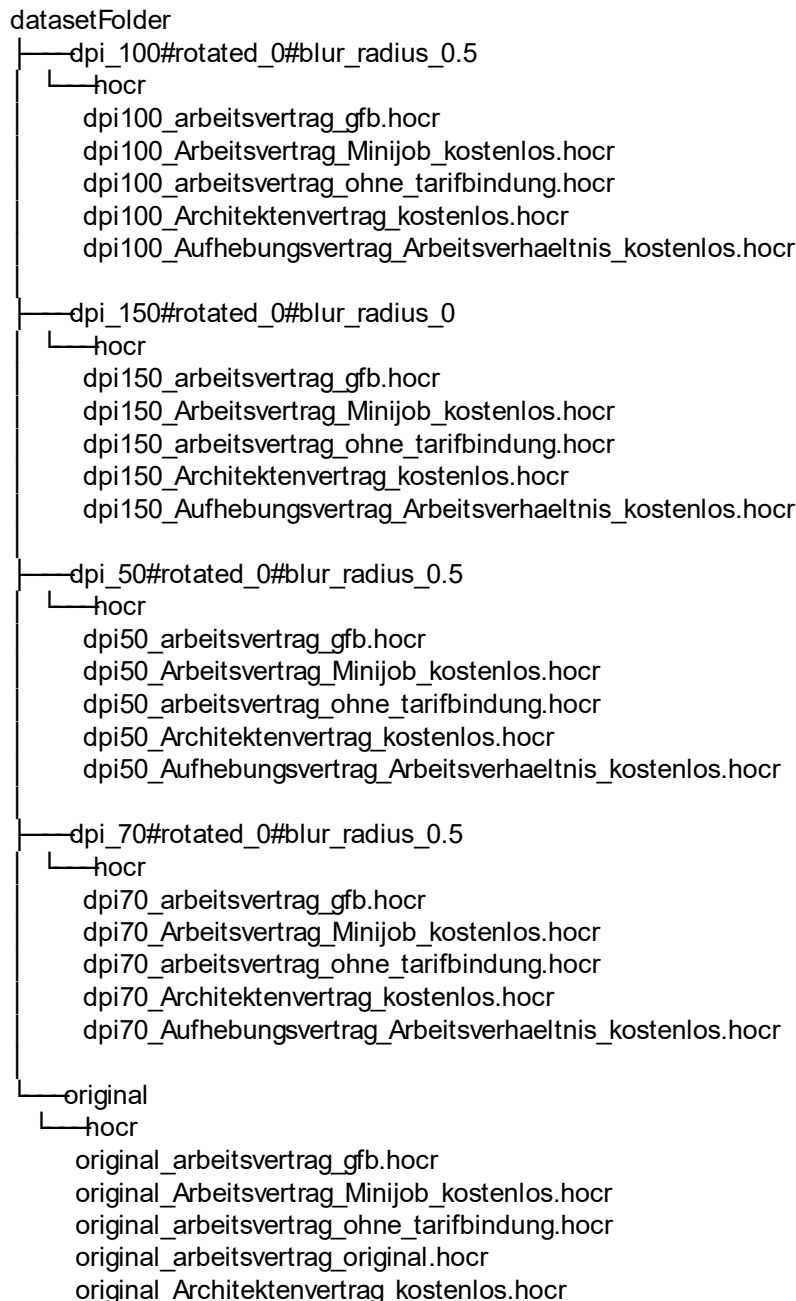 datasetFolder
dpi_100#rotated_0#blur_radius_0.5
hocr
dpi100_arbeitsvertrag_gfb.hocr
dpi100_Arbeitsvertrag_Minijob_kostenlos.hocr
dpi100_arbeitsvertrag_ohne_tarifbindung.hocr
dpi100_Architektenvertrag_kostenlos.hocr
dpi100_Aufhebungsvertrag_Arbeitsverhaeltnis_kostenlos.hocr
dpi_150#rotated_0#blur_radius_0
hocr
dpi150_arbeitsvertrag_gfb.hocr
dpi150_Arbeitsvertrag_Minijob_kostenlos.hocr
dpi150_arbeitsvertrag_ohne_tarifbindung.hocr
dpi150_Architektenvertrag_kostenlos.hocr
dpi150_Aufhebungsvertrag_Arbeitsverhaeltnis_kostenlos.hocr
dpi_50#rotated_0#blur_radius_0.5
hocr
dpi50_arbeitsvertrag_gfb.hocr
dpi50_Arbeitsvertrag_Minijob_kostenlos.hocr
dpi50_arbeitsvertrag_ohne_tarifbindung.hocr
dpi50_Architektenvertrag_kostenlos.hocr
dpi50_Aufhebungsvertrag_Arbeitsverhaeltnis_kostenlos.hocr
dpi_70#rotated_0#blur_radius_0.5
hocr
dpi70_arbeitsvertrag_gfb.hocr
dpi70_Arbeitsvertrag_Minijob_kostenlos.hocr
dpi70_arbeitsvertrag_ohne_tarifbindung.hocr
dpi70_Architektenvertrag_kostenlos.hocr
dpi70_Aufhebungsvertrag_Arbeitsverhaeltnis_kostenlos.hocr
original
hocr
original_arbeitsvertrag_gfb.hocr
original_Arbeitsvertrag_Minijob_kostenlos.hocr
original_arbeitsvertrag_ohne_tarifbindung.hocr
original_arbeitsvertrag_original.hocr
original_Architektenvertrag_kostenlos.hocr